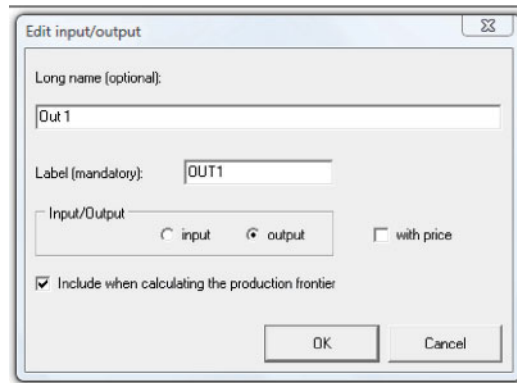 Edit input/output
Long name (optional):
Out 1
Label (mandatory):
OUT1
Input/Output
input
output
with price
Include when calculating the production frontier
OK
Cancel